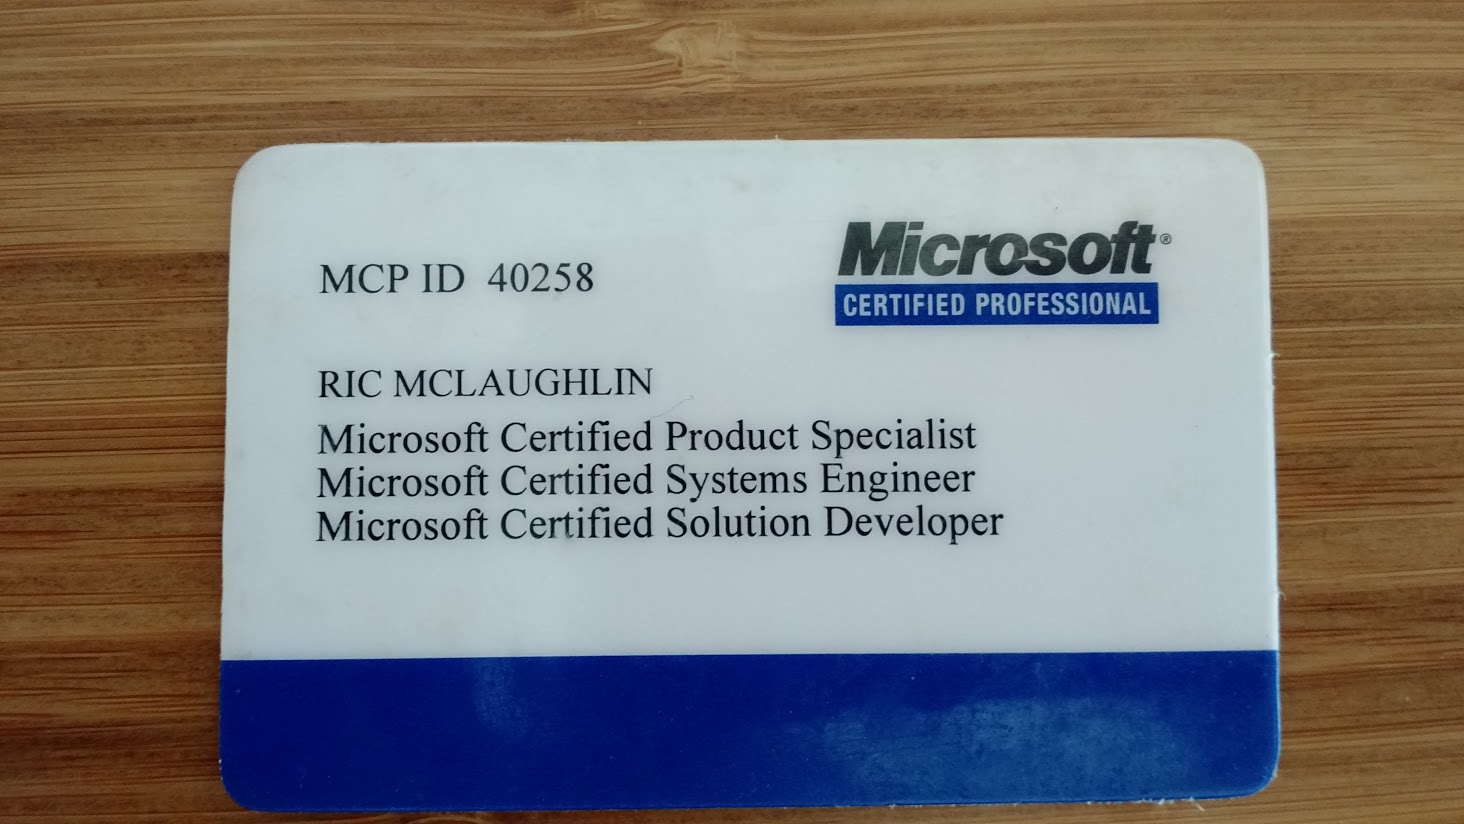 MCP ID 40258
Microsoft®
CERTIFIED PROFESSIONAL
RIC MCLAUGHLIN
Microsoft Certified Product Specialist
Microsoft Certified Systems Engineer
Microsoft Certified Solution Developer